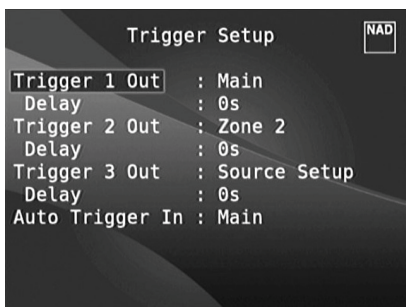 Trigger Setup
NAD
Trigger 1 Out : Main
Delay : 0s
Trigger 2 Out : Zone 2
Delay : 0s
Trigger 3 Out : Source Setup
Delay : 0s
Auto Trigger In : Main